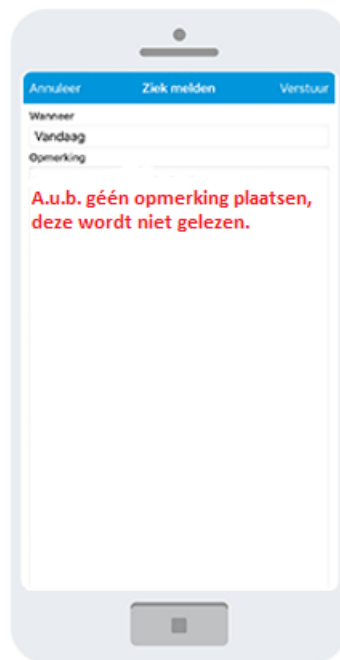 Annuleer Ziek melden Verstuur
Wanneer
Vandaag
Opmerking
A.u.b. géén opmerking plaatsen,
deze wordt niet gelezen.